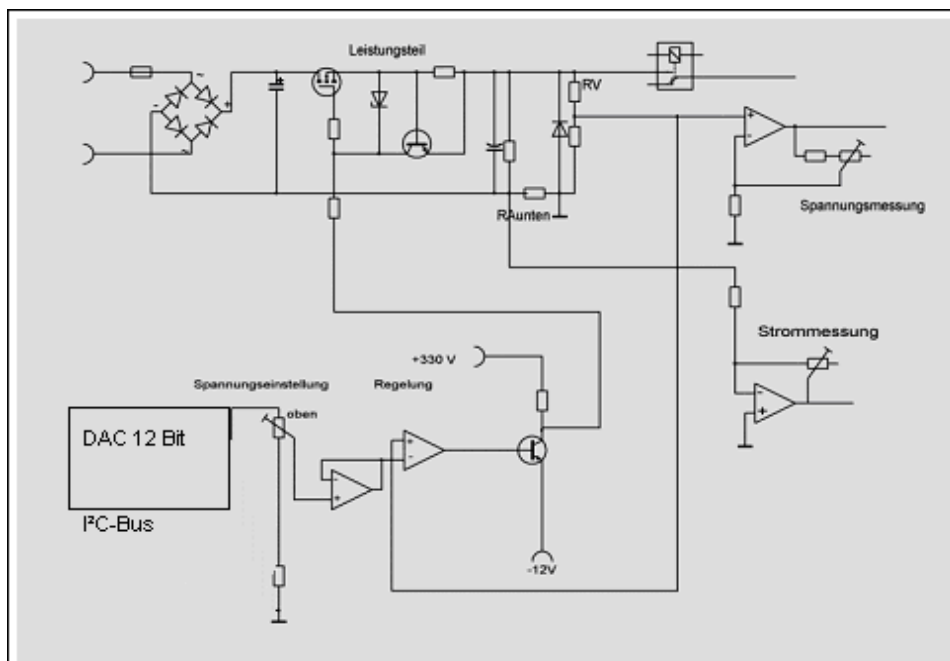 Leistungsteil
RV
RAunten
Spannungsmessung
Strommessung
+330 V
Spannungseinstellung
Regelung
oben
DAC 12 Bit
I²C-Bus
-12V